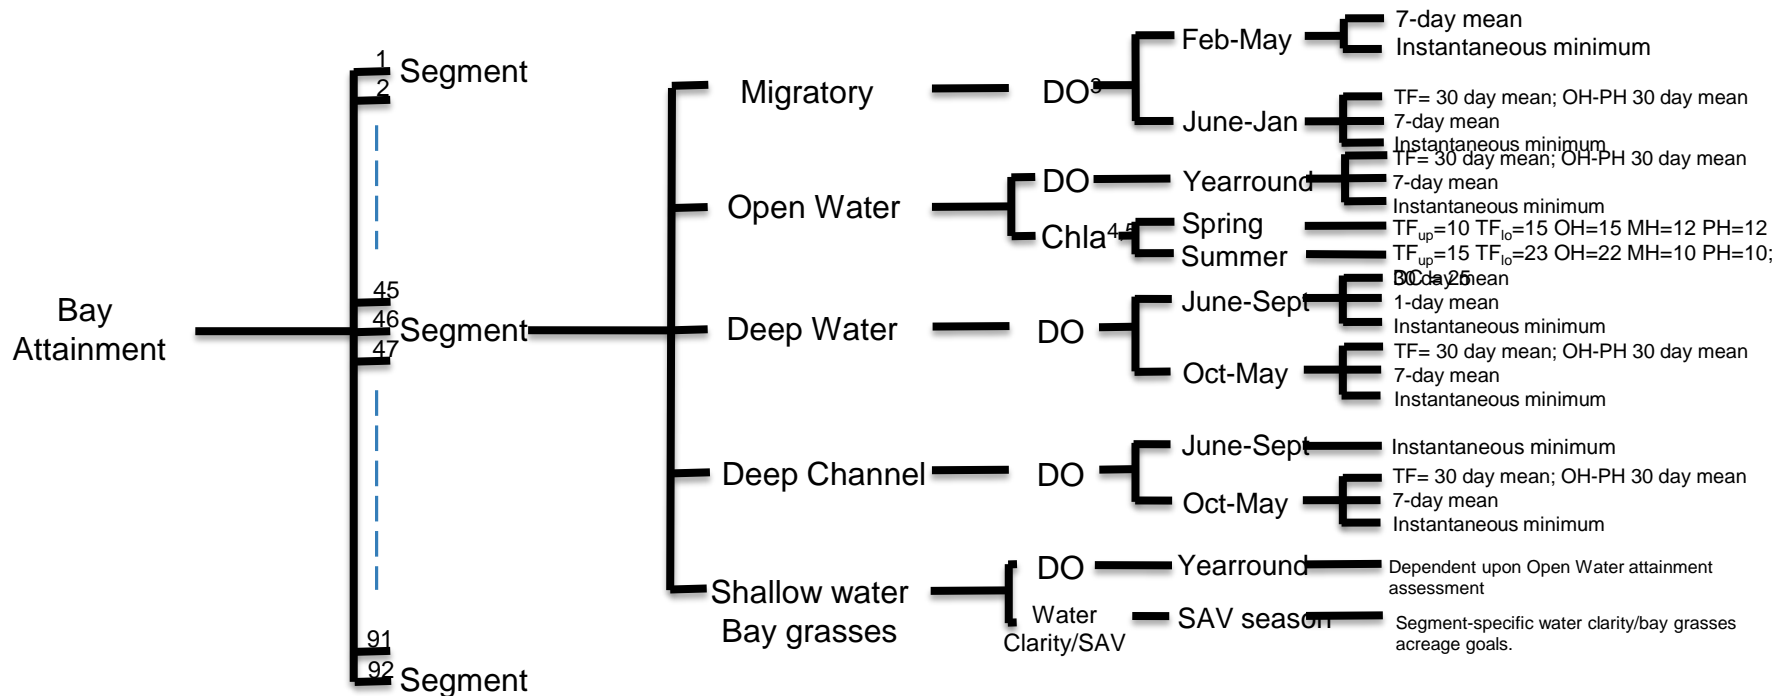 Bay
Attainment
1
Segment
2
45
46
Segment
47
91
92
Segment
Migratory
DO³
Feb-May
7-day mean
Instantaneous minimum
June-Jan
TF= 30 day mean; OH-PH 30 day mean
7-day mean
Instantaneous minimum
Open Water
DO
Yearround
TF= 30 day mean; OH-PH 30 day mean
7-day mean
Instantaneous minimum
Chla⁴,⁵
Spring
TFup=10 TFlo=15 OH=15 MH=12 PH=12
Summer
TFup=15 TFlo=23 OH=22 MH=10 PH=10;
DC = 25
Deep Water
DO
June-Sept
30 day mean
1-day mean
Instantaneous minimum
Oct-May
TF= 30 day mean; OH-PH 30 day mean
7-day mean
Instantaneous minimum
Deep Channel
DO
June-Sept
Instantaneous minimum
Oct-May
TF= 30 day mean; OH-PH 30 day mean
7-day mean
Instantaneous minimum
Shallow water
Bay grasses
DO
Yearround
Dependent upon Open Water attainment
assessment
Water
Clarity/SAV
SAV season
Segment-specific water clarity/bay grasses
acreage goals.